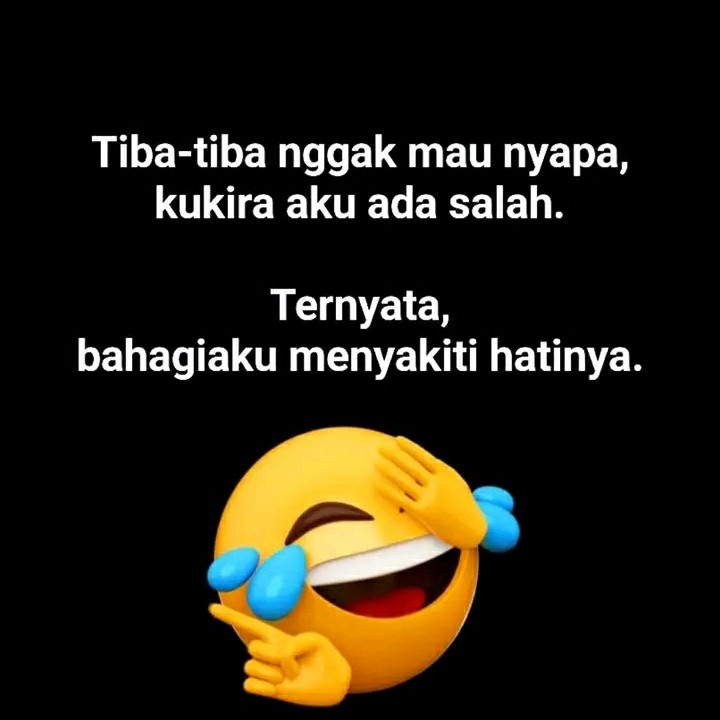 Tiba-tiba nggak mau nyapa,
kukira aku ada salah.
Ternyata,
bahagiaku menyakiti hatinya.